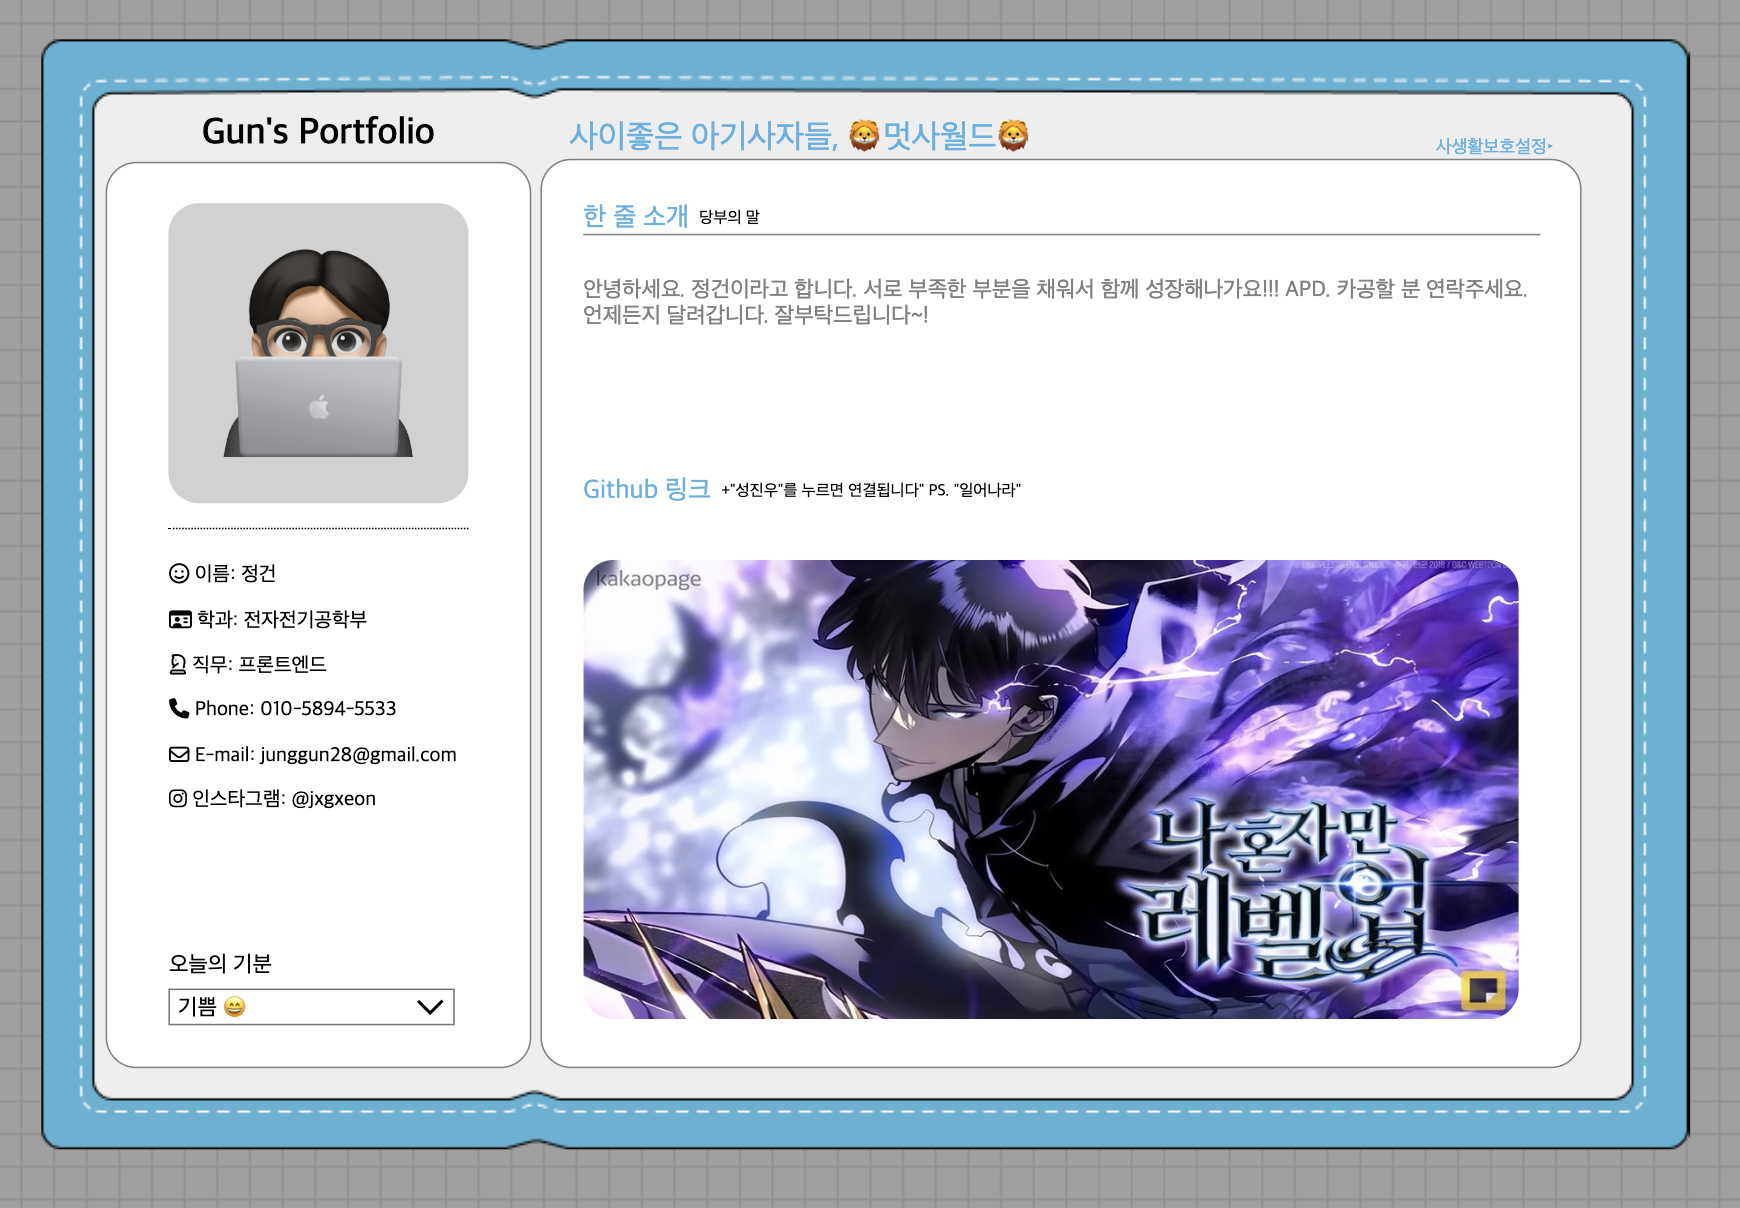 Gun's Portfolio
사이좋은 아기사자들, 🦁멋사월드🦁
사생활보호설정▸
이름: 정건
학과: 전자전기공학부
직무: 프론트엔드
Phone: 010-5894-5533
E-mail: junggun28@gmail.com
인스타그램: @jxgxeon
오늘의 기분
기쁨 😄
한 줄 소개 당부의 말
안녕하세요. 정건이라고 합니다. 서로 부족한 부분을 채워서 함께 성장해나가요!!! APD. 카공할 분 연락주세요.
언제든지 달려갑니다. 잘부탁드립니다~!
Github 링크 +"성진우"를 누르면 연결됩니다" PS. "일어나라"
kakaopage
나 혼자만
레벨업